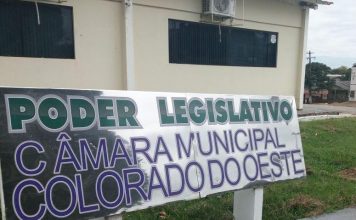 PODER LEGISLATIVO
CÂMARA MUNICIPAL
COLORADO DO OESTE